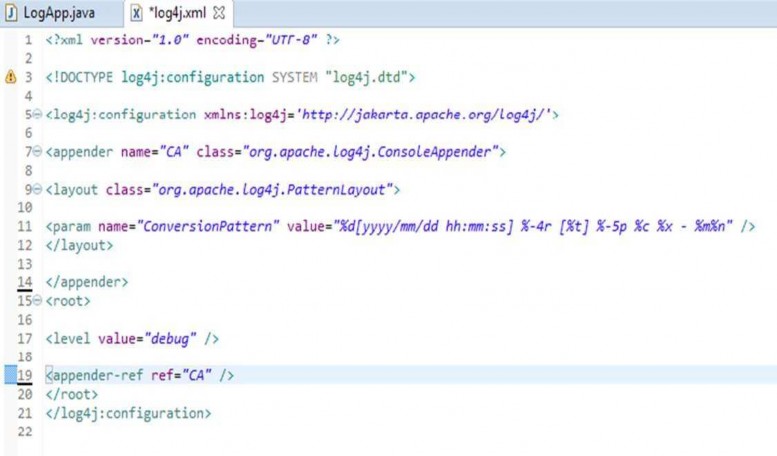 LogApp.java *log4j.xml
1 <?xml version="1.0" encoding="UTF-8" ?>
2
3 <!DOCTYPE log4j:configuration SYSTEM "log4j.dtd">
4
5 <log4j:configuration xmlns:log4j='http://jakarta.apache.org/log4j/'>
6
7 <appender name="CA" class="org.apache.log4j.ConsoleAppender">
8
9 <layout class="org.apache.log4j.PatternLayout">
10
11 <param name="ConversionPattern" value="%d[yyyy/mm/dd hh:mm:ss] %-4r [%t] %-5p %c %x - %m%n" />
12 </layout>
13
14 </appender>
15 <root>
16
17 <level value="debug" />
18
19 <appender-ref ref="CA" />
20 </root>
21 </log4j:configuration>
22